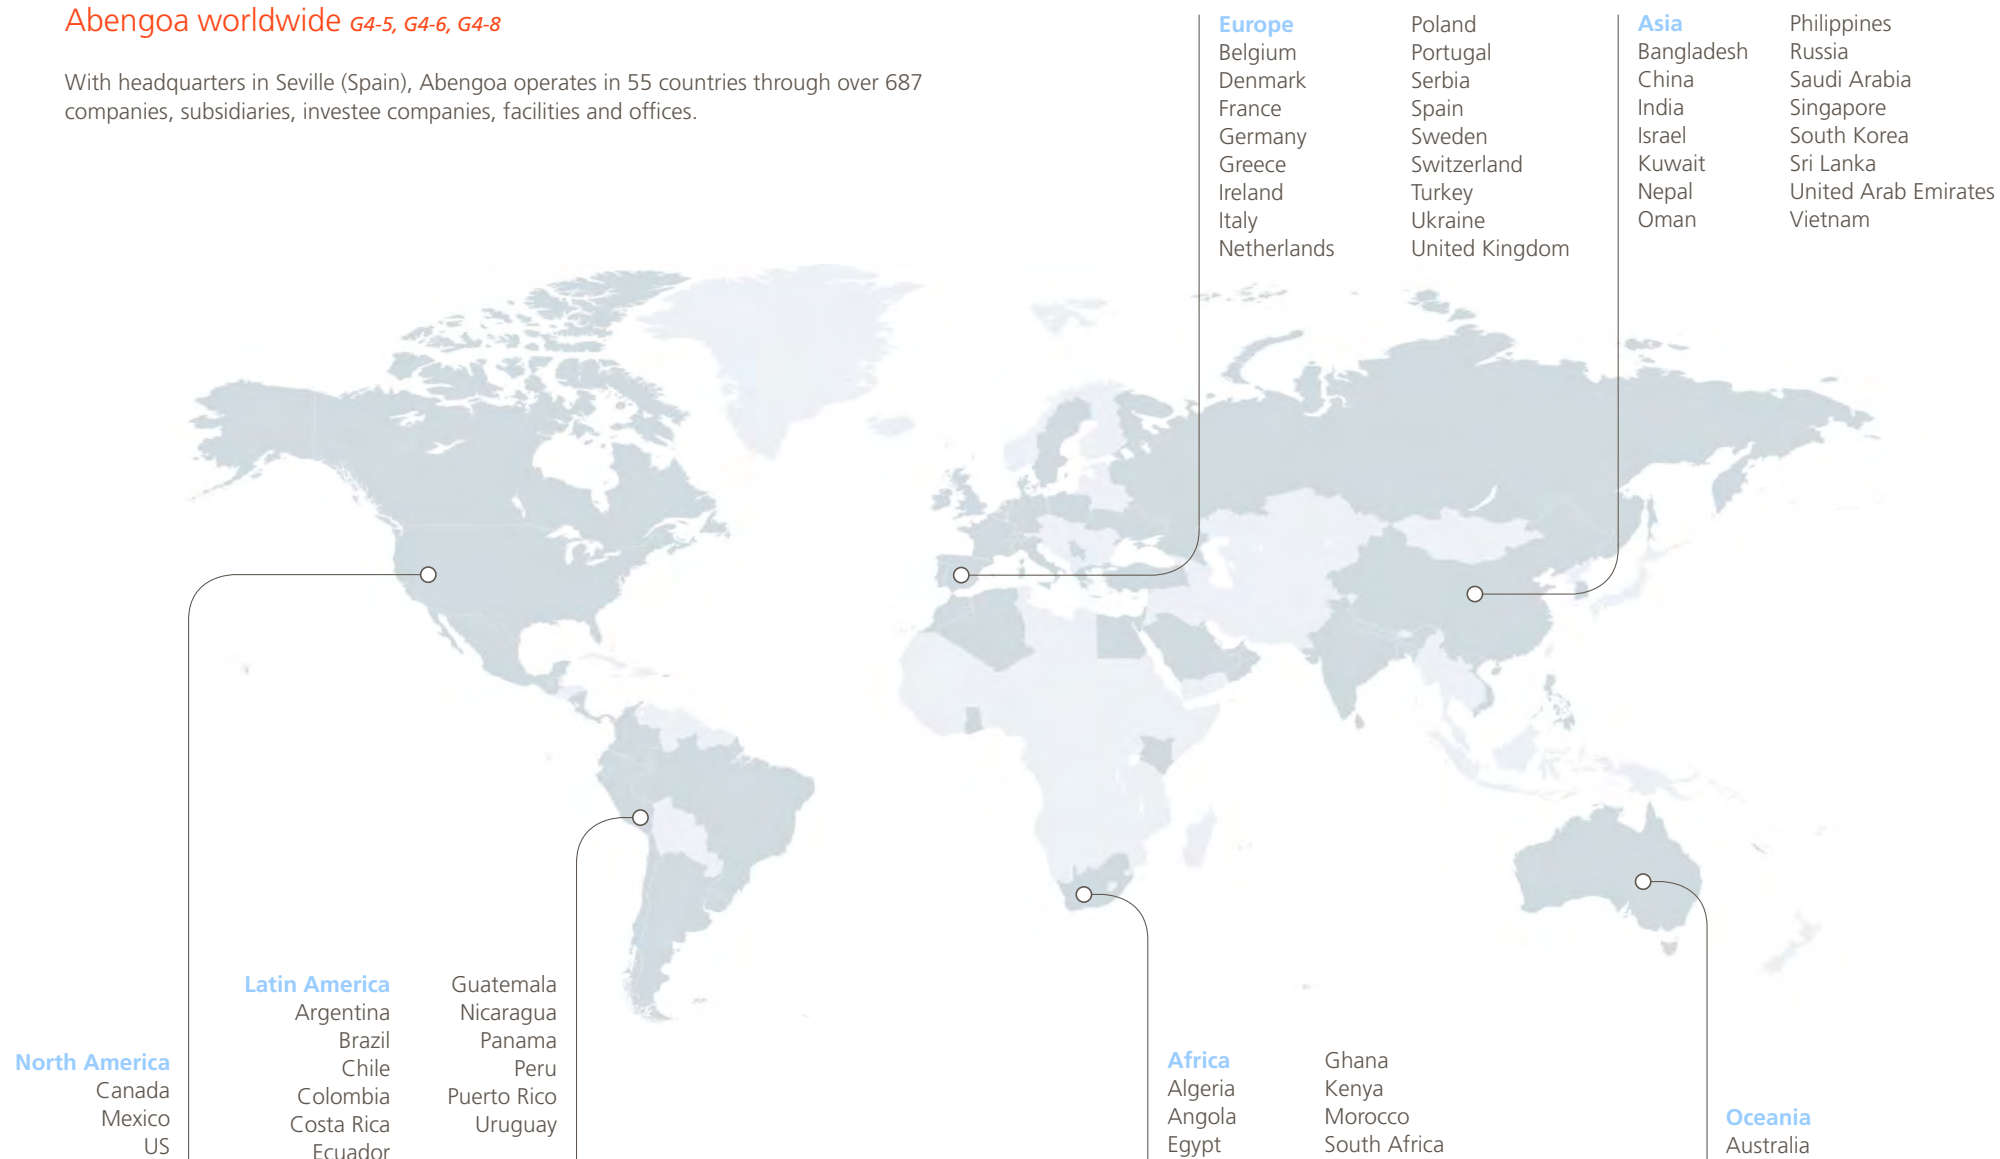 Abengoa worldwide G4-5, G4-6, G4-8
With headquarters in Seville (Spain), Abengoa operates in 55 countries through over 687
companies, subsidiaries, investee companies, facilities and offices.
Europe
Belgium
Denmark
France
Germany
Greece
Ireland
Italy
Netherlands
Poland
Portugal
Serbia
Spain
Sweden
Switzerland
Turkey
Ukraine
United Kingdom
Asia
Bangladesh
China
India
Israel
Kuwait
Nepal
Oman
Philippines
Russia
Saudi Arabia
Singapore
South Korea
Sri Lanka
United Arab Emirates
Vietnam
North America
Canada
Mexico
US
Latin America
Argentina
Brazil
Chile
Colombia
Costa Rica
Ecuador
Guatemala
Nicaragua
Panama
Peru
Puerto Rico
Uruguay
Africa
Algeria
Angola
Egypt
Ghana
Kenya
Morocco
South Africa
Oceania
Australia